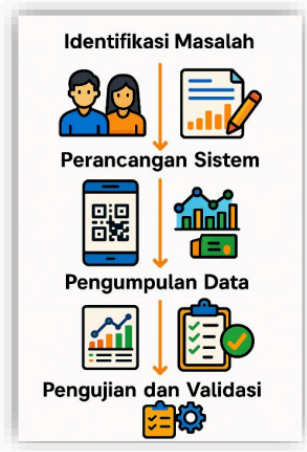 Identifikasi Masalah
Perancangan Sistem
Pengumpulan Data
Pengujian dan Validasi